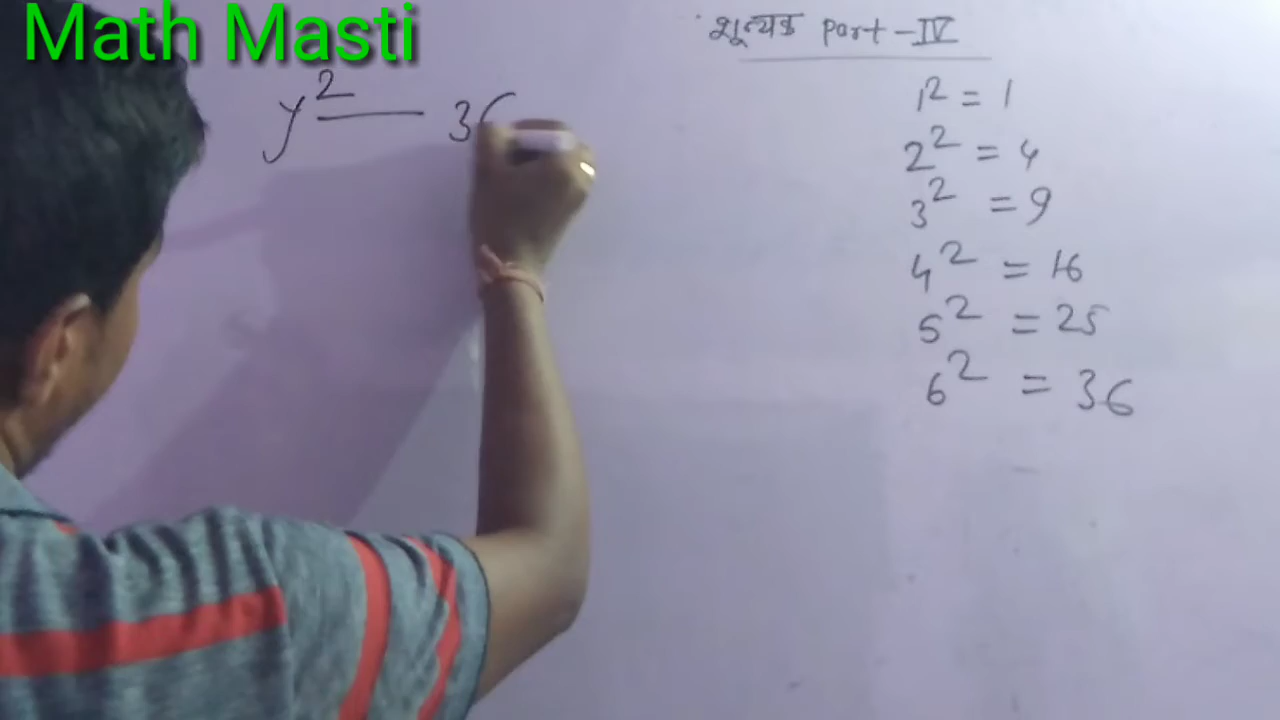 Math Masti
शून्यक Part-IV
y² — 36
1² = 1
2² = 4
3² = 9
4² = 16
5² = 25
6² = 36